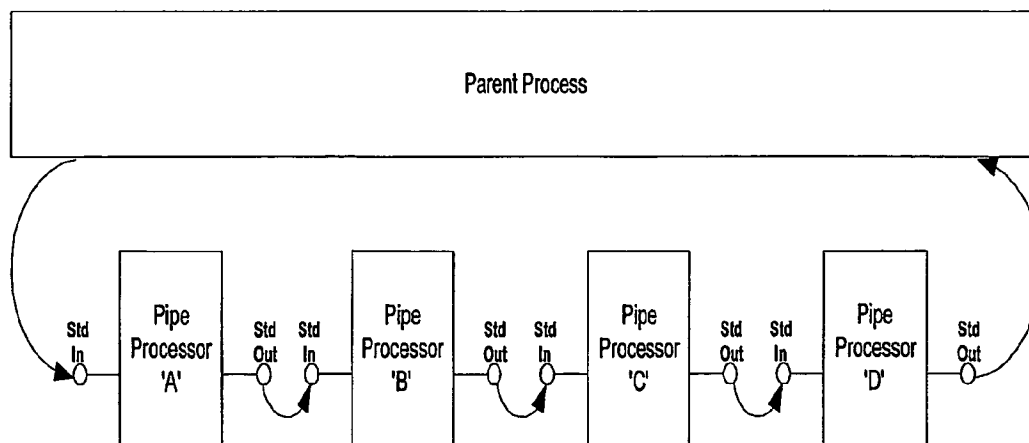 Parent Process
Std
In
Pipe
Processor
'A'
Std
Out
Std
In
Pipe
Processor
'B'
Std
Out
Std
In
Pipe
Processor
'C'
Std
Out
Std
In
Pipe
Processor
'D'
Std
Out